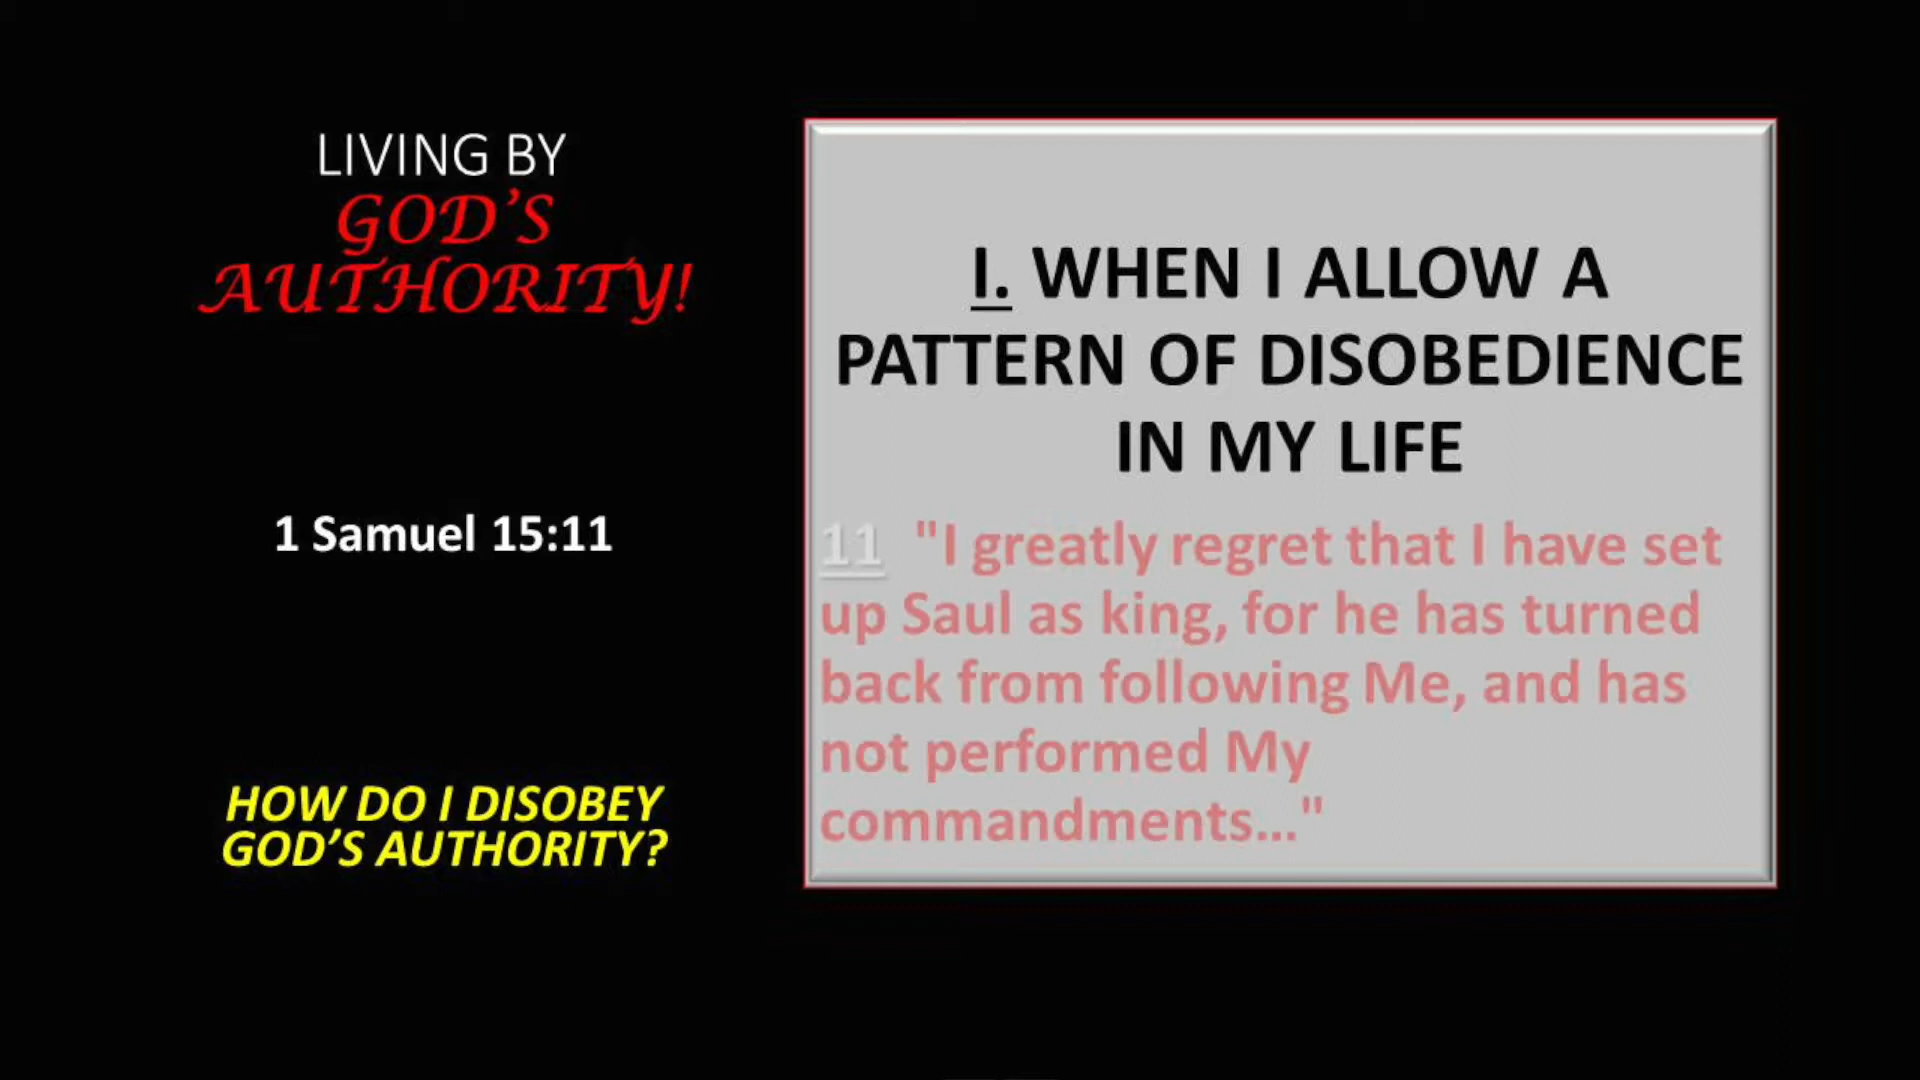 LIVING BY
GOD’S
AUTHORITY!
1 Samuel 15:11
HOW DO I DISOBEY
GOD’S AUTHORITY?
I. WHEN I ALLOW A
PATTERN OF DISOBEDIENCE
IN MY LIFE
11 "I greatly regret that I have set
up Saul as king, for he has turned
back from following Me, and has
not performed My
commandments..."